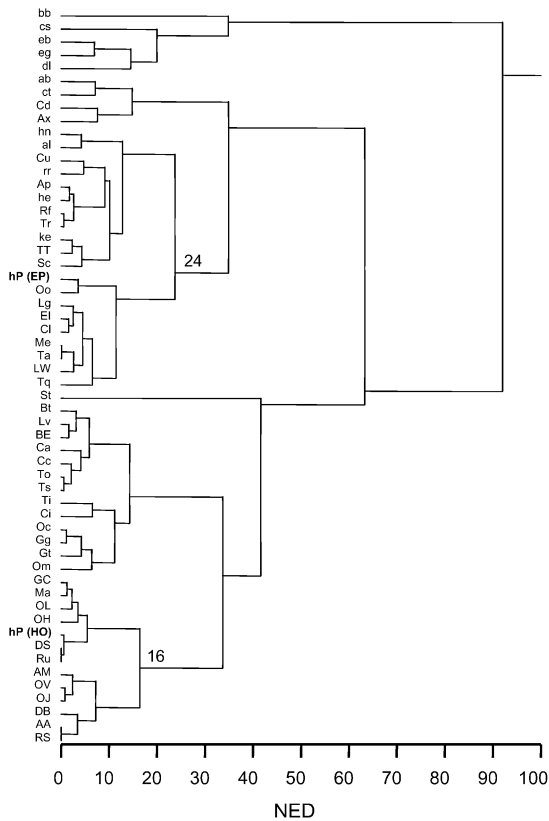 bb
cs
eb
eg
dl
ab
ct
Cd
Ax
hn
al
Cu
rr
Ap
he
Rf
Tr
ke
TT
Sc
24
hP (EP)
Oo
Lg
EI
CI
Me
Ta
LW
Tq
St
Bt
Lv
BE
Ca
Cc
To
Ts
Ti
Ci
Oc
Gg
Gt
Om
GC
Ma
OL
OH
hP (HO)
DS
Ru
16
AM
OV
OJ
DB
AA
RS
0 10 20 30 40 50 60 70 80 90 100
NED